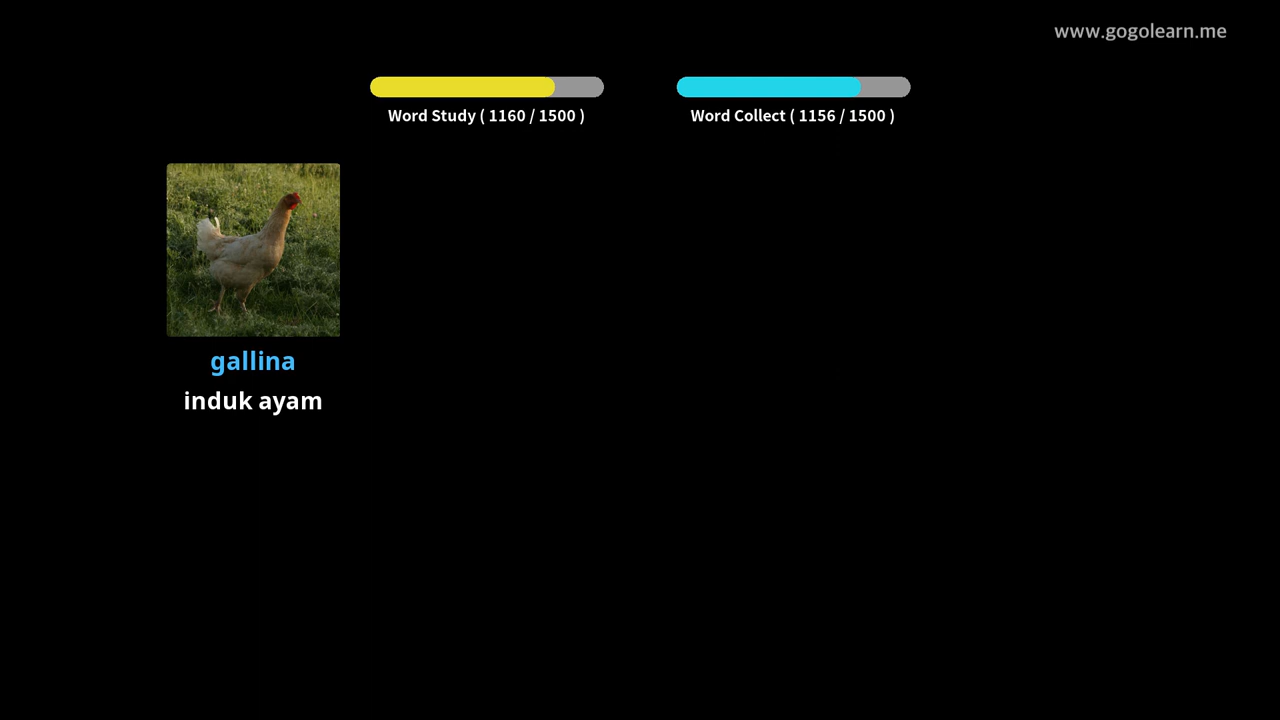 www.gogolearn.me
Word Study ( 1160 / 1500 )
Word Collect ( 1156 / 1500 )
gallina
induk ayam